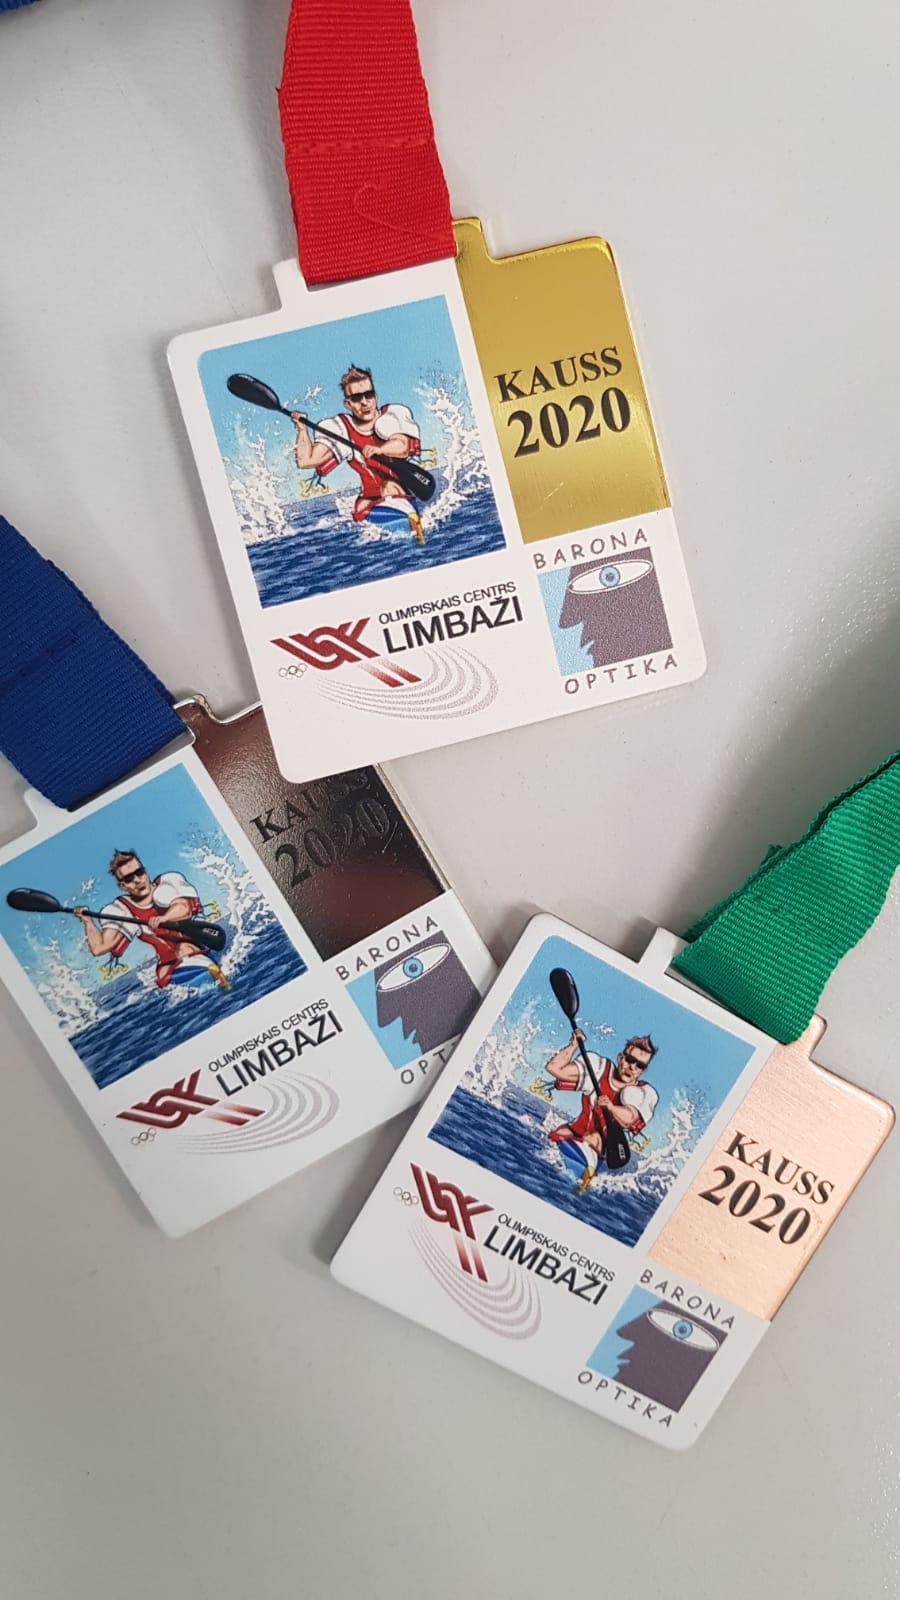 KAUSS
2020
BARONA
OPTIKA
OLIMPISKAIS CENTRS
LIMBAŽI
KAUSS
2020
BARONA
OPT
OLIMPISKAIS CENTRS
LIMBAŽI
KAUSS
2020
BARONA
OPTIKA
OLIMPISKAIS CENTRS
LIMBAŽI